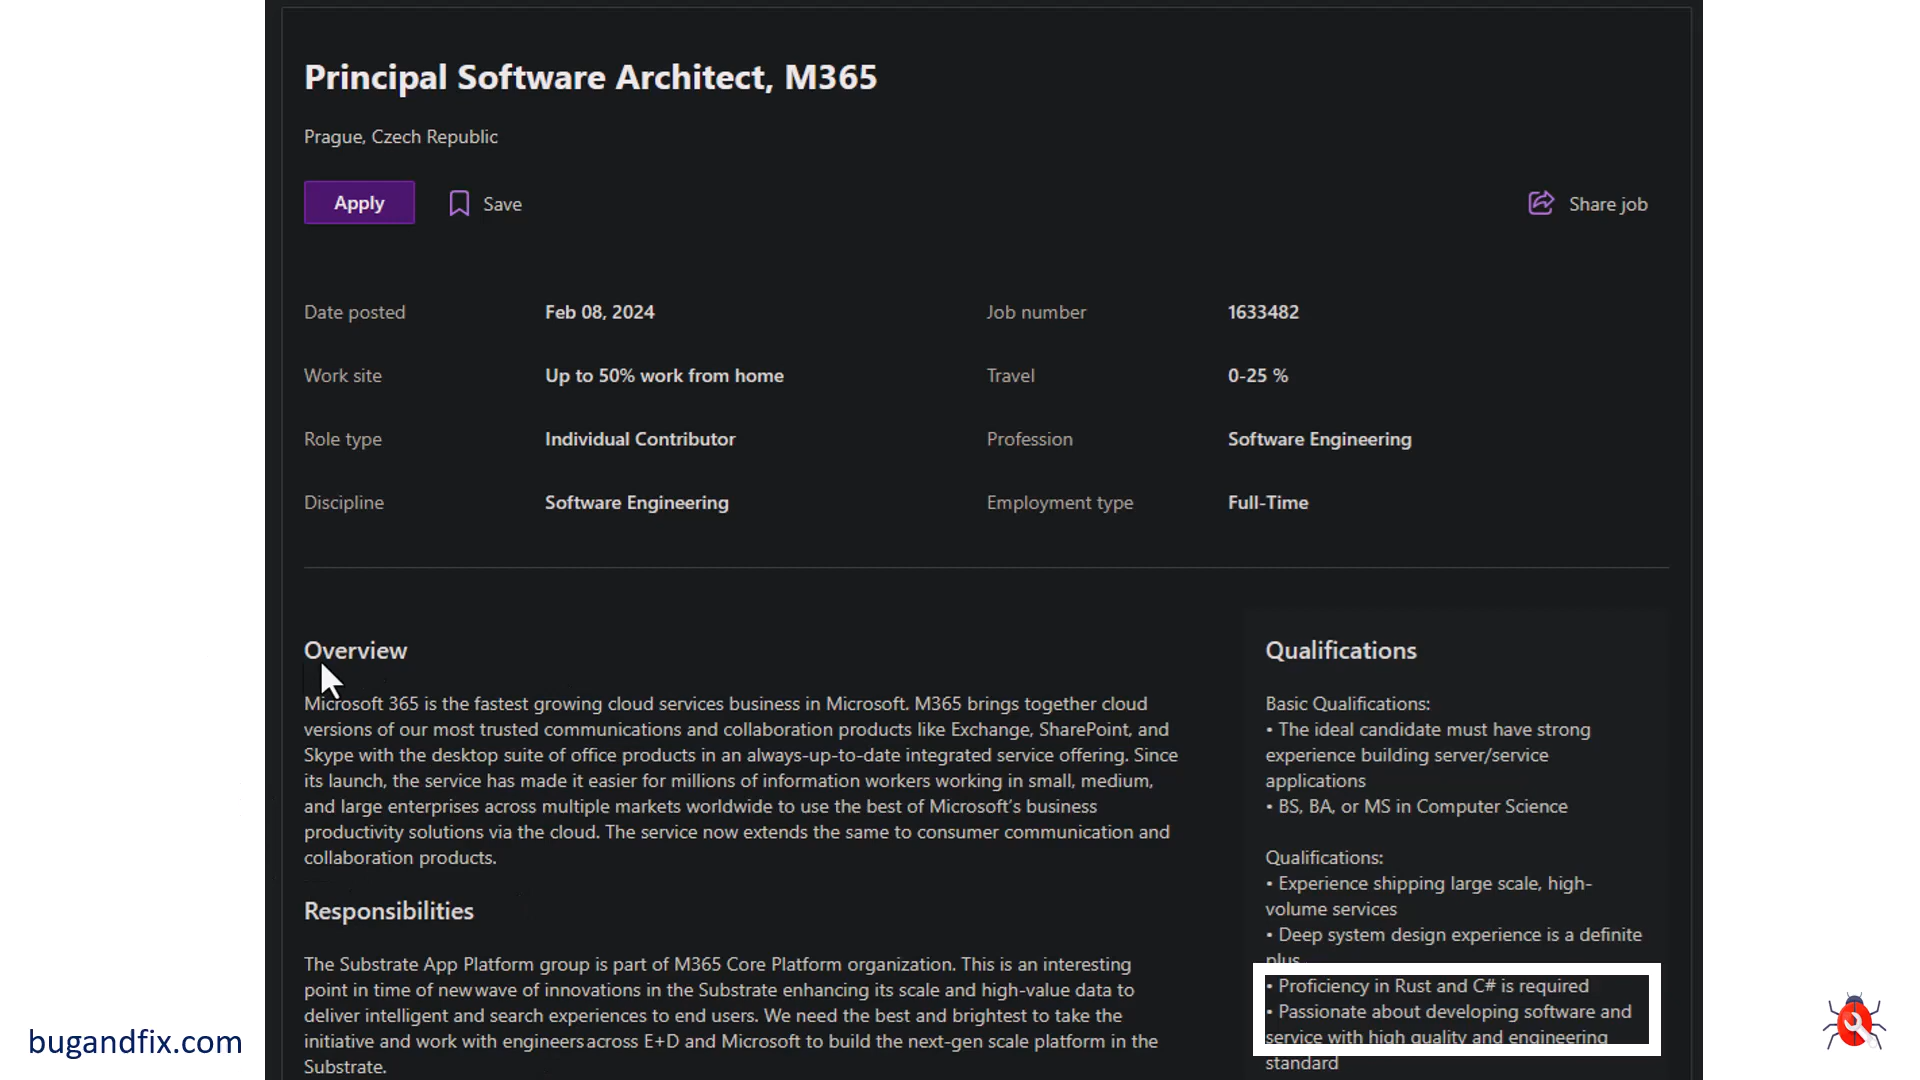 Principal Software Architect, M365
Prague, Czech Republic
Apply
Save
Share job
Date posted
Feb 08, 2024
Job number
1633482
Work site
Up to 50% work from home
Travel
0-25 %
Role type
Individual Contributor
Profession
Software Engineering
Discipline
Software Engineering
Employment type
Full-Time
Overview
Microsoft 365 is the fastest growing cloud services business in Microsoft. M365 brings together cloud
versions of our most trusted communications and collaboration products like Exchange, SharePoint, and
Skype with the desktop suite of office products in an always-up-to-date integrated service offering. Since
its launch, the service has made it easier for millions of information workers working in small, medium,
and large enterprises across multiple markets worldwide to use the best of Microsoft's business
productivity solutions via the cloud. The service now extends the same to consumer communication and
collaboration products.
Responsibilities
The Substrate App Platform group is part of M365 Core Platform organization. This is an interesting
point in time of new wave of innovations in the Substrate enhancing its scale and high-value data to
deliver intelligent and search experiences to end users. We need the best and brightest to take the
initiative and work with engineers across E+D and Microsoft to build the next-gen scale platform in the
Substrate.
Qualifications
Basic Qualifications:
• The ideal candidate must have strong
experience building server/service
applications
• BS, BA, or MS in Computer Science
Qualifications:
• Experience shipping large scale, high-
volume services
• Deep system design experience is a definite
plus
• Proficiency in Rust and C# is required
• Passionate about developing software and
service with high quality and engineering
standard
bugandfix.com